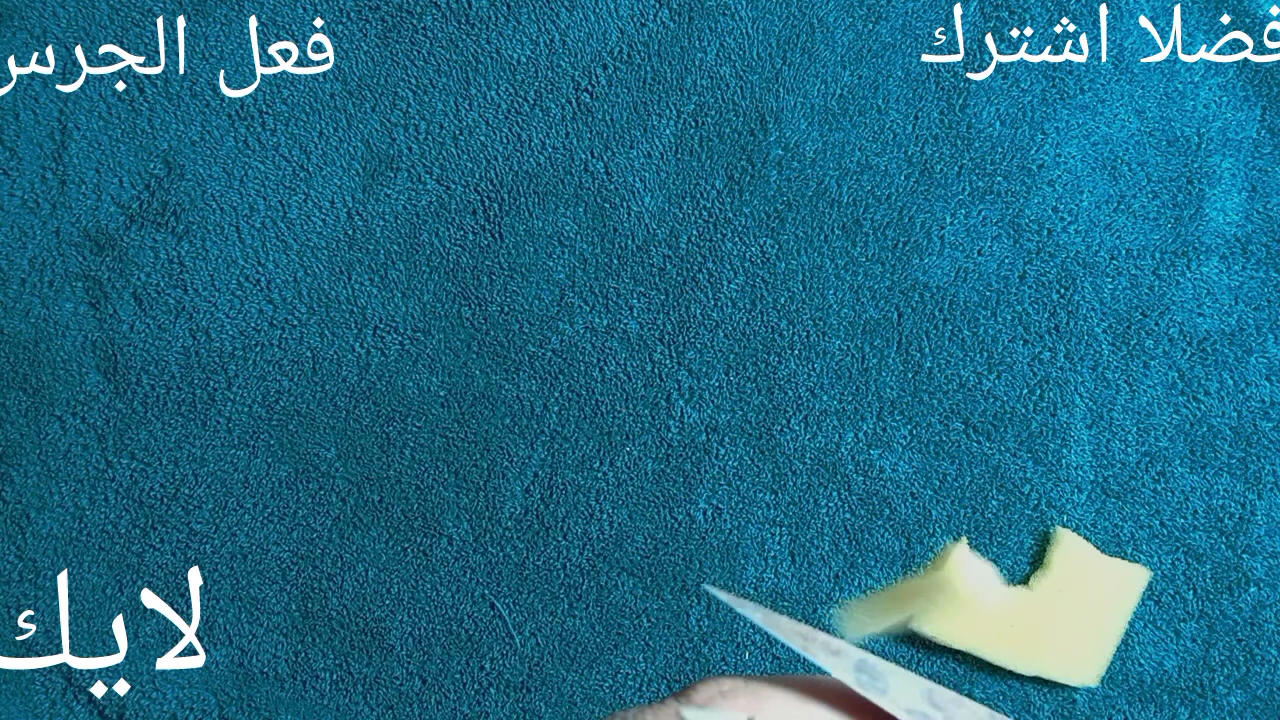 فضلا اشترك
فعل الجرس
لايك